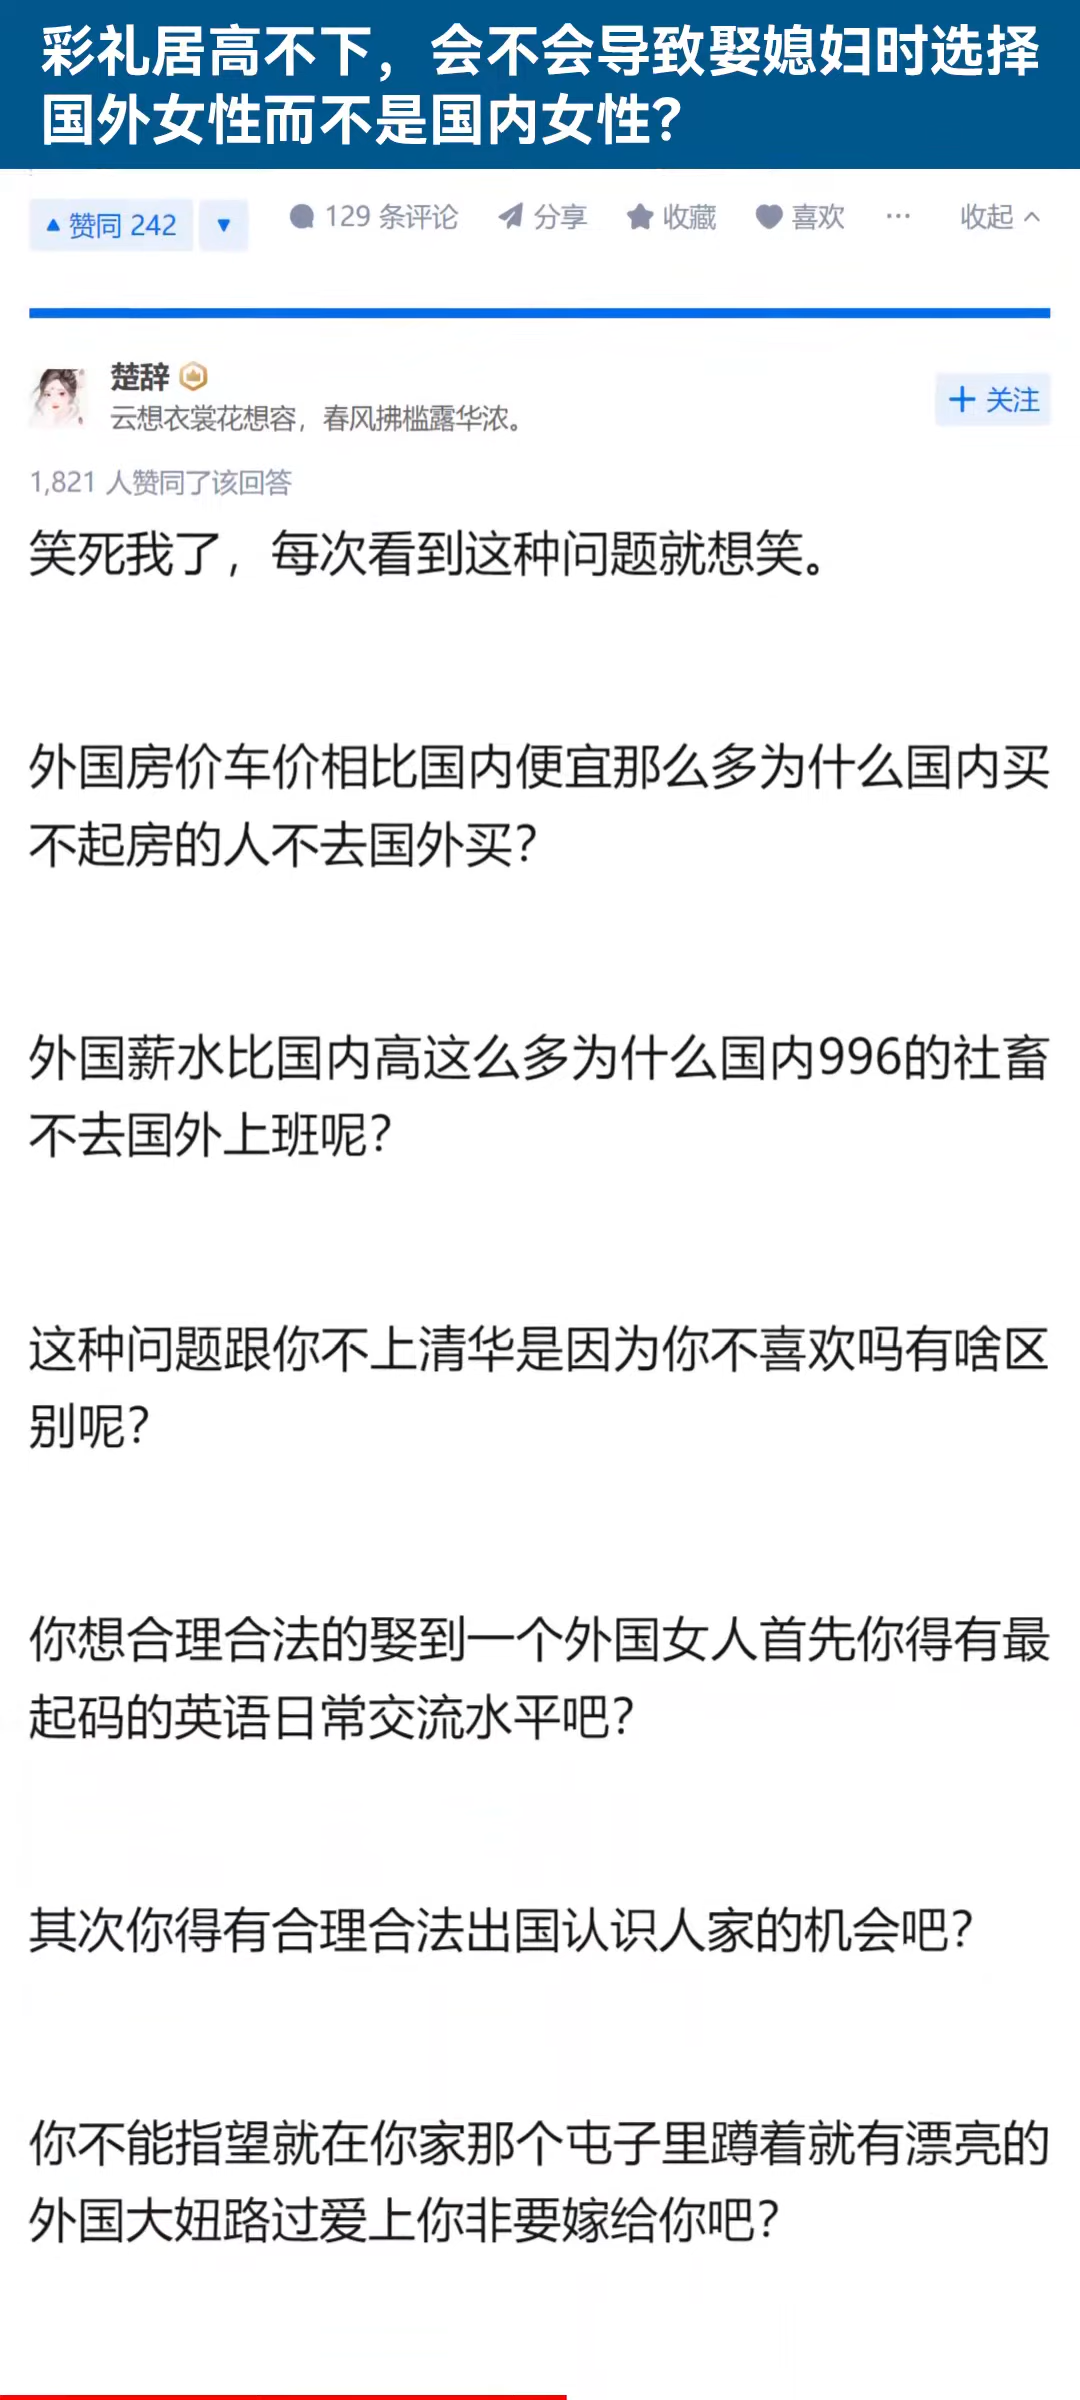 彩礼居高不下，会不会导致娶媳妇时选择
国外女性而不是国内女性？
赞同 242
129 条评论
分享
收藏
喜欢
收起
楚辞
云想衣裳花想容，春风拂槛露华浓。
+ 关注
1,821 人赞同了该回答
笑死我了，每次看到这种问题就想笑。
外国房价车价相比国内便宜那么多为什么国内买
不起房的人不去国外买？
外国薪水比国内高这么多为什么国内996的社畜
不去国外上班呢？
这种问题跟你不上清华是因为你不喜欢吗有啥区
别呢？
你想合理合法的娶到一个外国女人首先你得有最
起码的英语日常交流水平吧？
其次你得有合理合法出国认识人家的机会吧？
你不能指望就在你家那个屯子里蹲着就有漂亮的
外国大妞路过爱上你非要嫁给你吧？